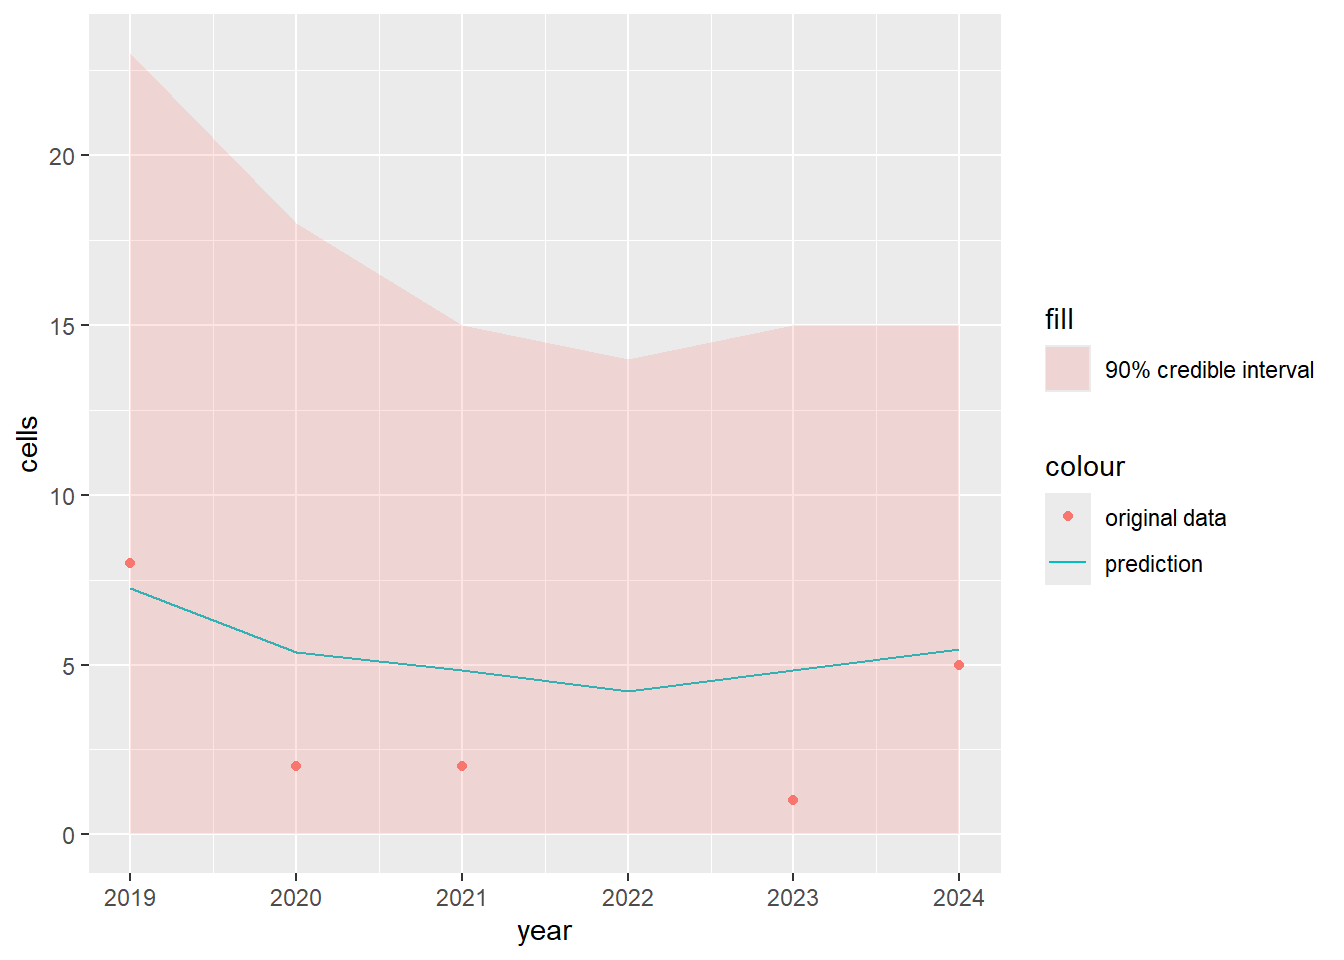 20
15
10
5
0
cells
2019 2020 2021 2022 2023 2024
year
fill
90% credible interval
colour
original data
prediction